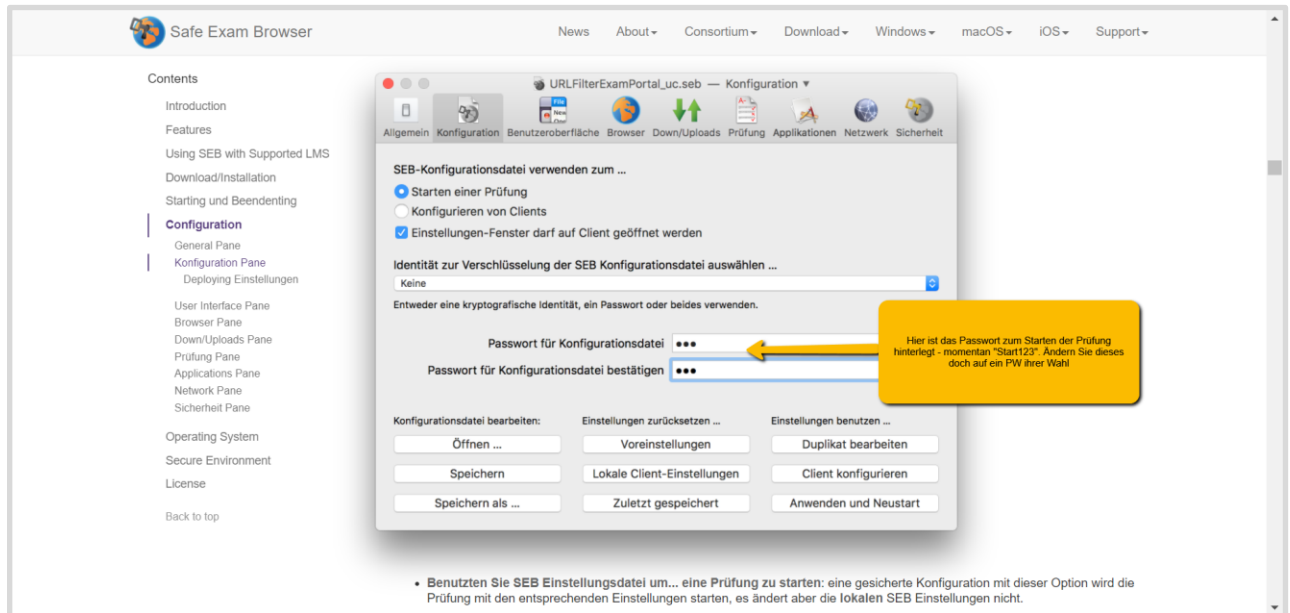 Safe Exam Browser
News About Consortium Download Windows macOS iOS Support
Contents
Introduction
Features
Using SEB with Supported LMS
Download/Installation
Starting und Beendenting
Configuration
General Pane
Konfiguration Pane
Deploying Einstellungen
User Interface Pane
Browser Pane
Down/Uploads Pane
Prüfung Pane
Applications Pane
Network Pane
Sicherheit Pane
Operating System
Secure Environment
License
Back to top
URLFilterExamPortal_uc.seb — Konfiguration
Allgemein Konfiguration Benutzeroberfläche Browser Down/Uploads Prüfung Applikationen Netzwerk Sicherheit
SEB-Konfigurationsdatei verwenden zum ...
Starten einer Prüfung
Konfigurieren von Clients
Einstellungen-Fenster darf auf Client geöffnet werden
Identität zur Verschlüsselung der SEB Konfigurationsdatei auswählen ...
Keine
Entweder eine kryptografische Identität, ein Passwort oder beides verwenden.
Passwort für Konfigurationsdatei •••
Passwort für Konfigurationsdatei bestätigen •••
Hier ist das Passwort zum Starten der Prüfung
hinterlegt - momentan "Start123". Ändern Sie dieses
doch auf ein PW ihrer Wahl
Konfigurationsdatei bearbeiten: Einstellungen zurücksetzen ... Einstellungen benutzen ...
Öffnen ... Voreinstellungen Duplikat bearbeiten
Speichern Lokale Client-Einstellungen Client konfigurieren
Speichern als ... Zuletzt gespeichert Anwenden und Neustart
• Benutzten Sie SEB Einstellungsdatei um... eine Prüfung zu starten: eine gesicherte Konfiguration mit dieser Option wird die
Prüfung mit den entsprechenden Einstellungen starten, es ändert aber die lokalen SEB Einstellungen nicht.